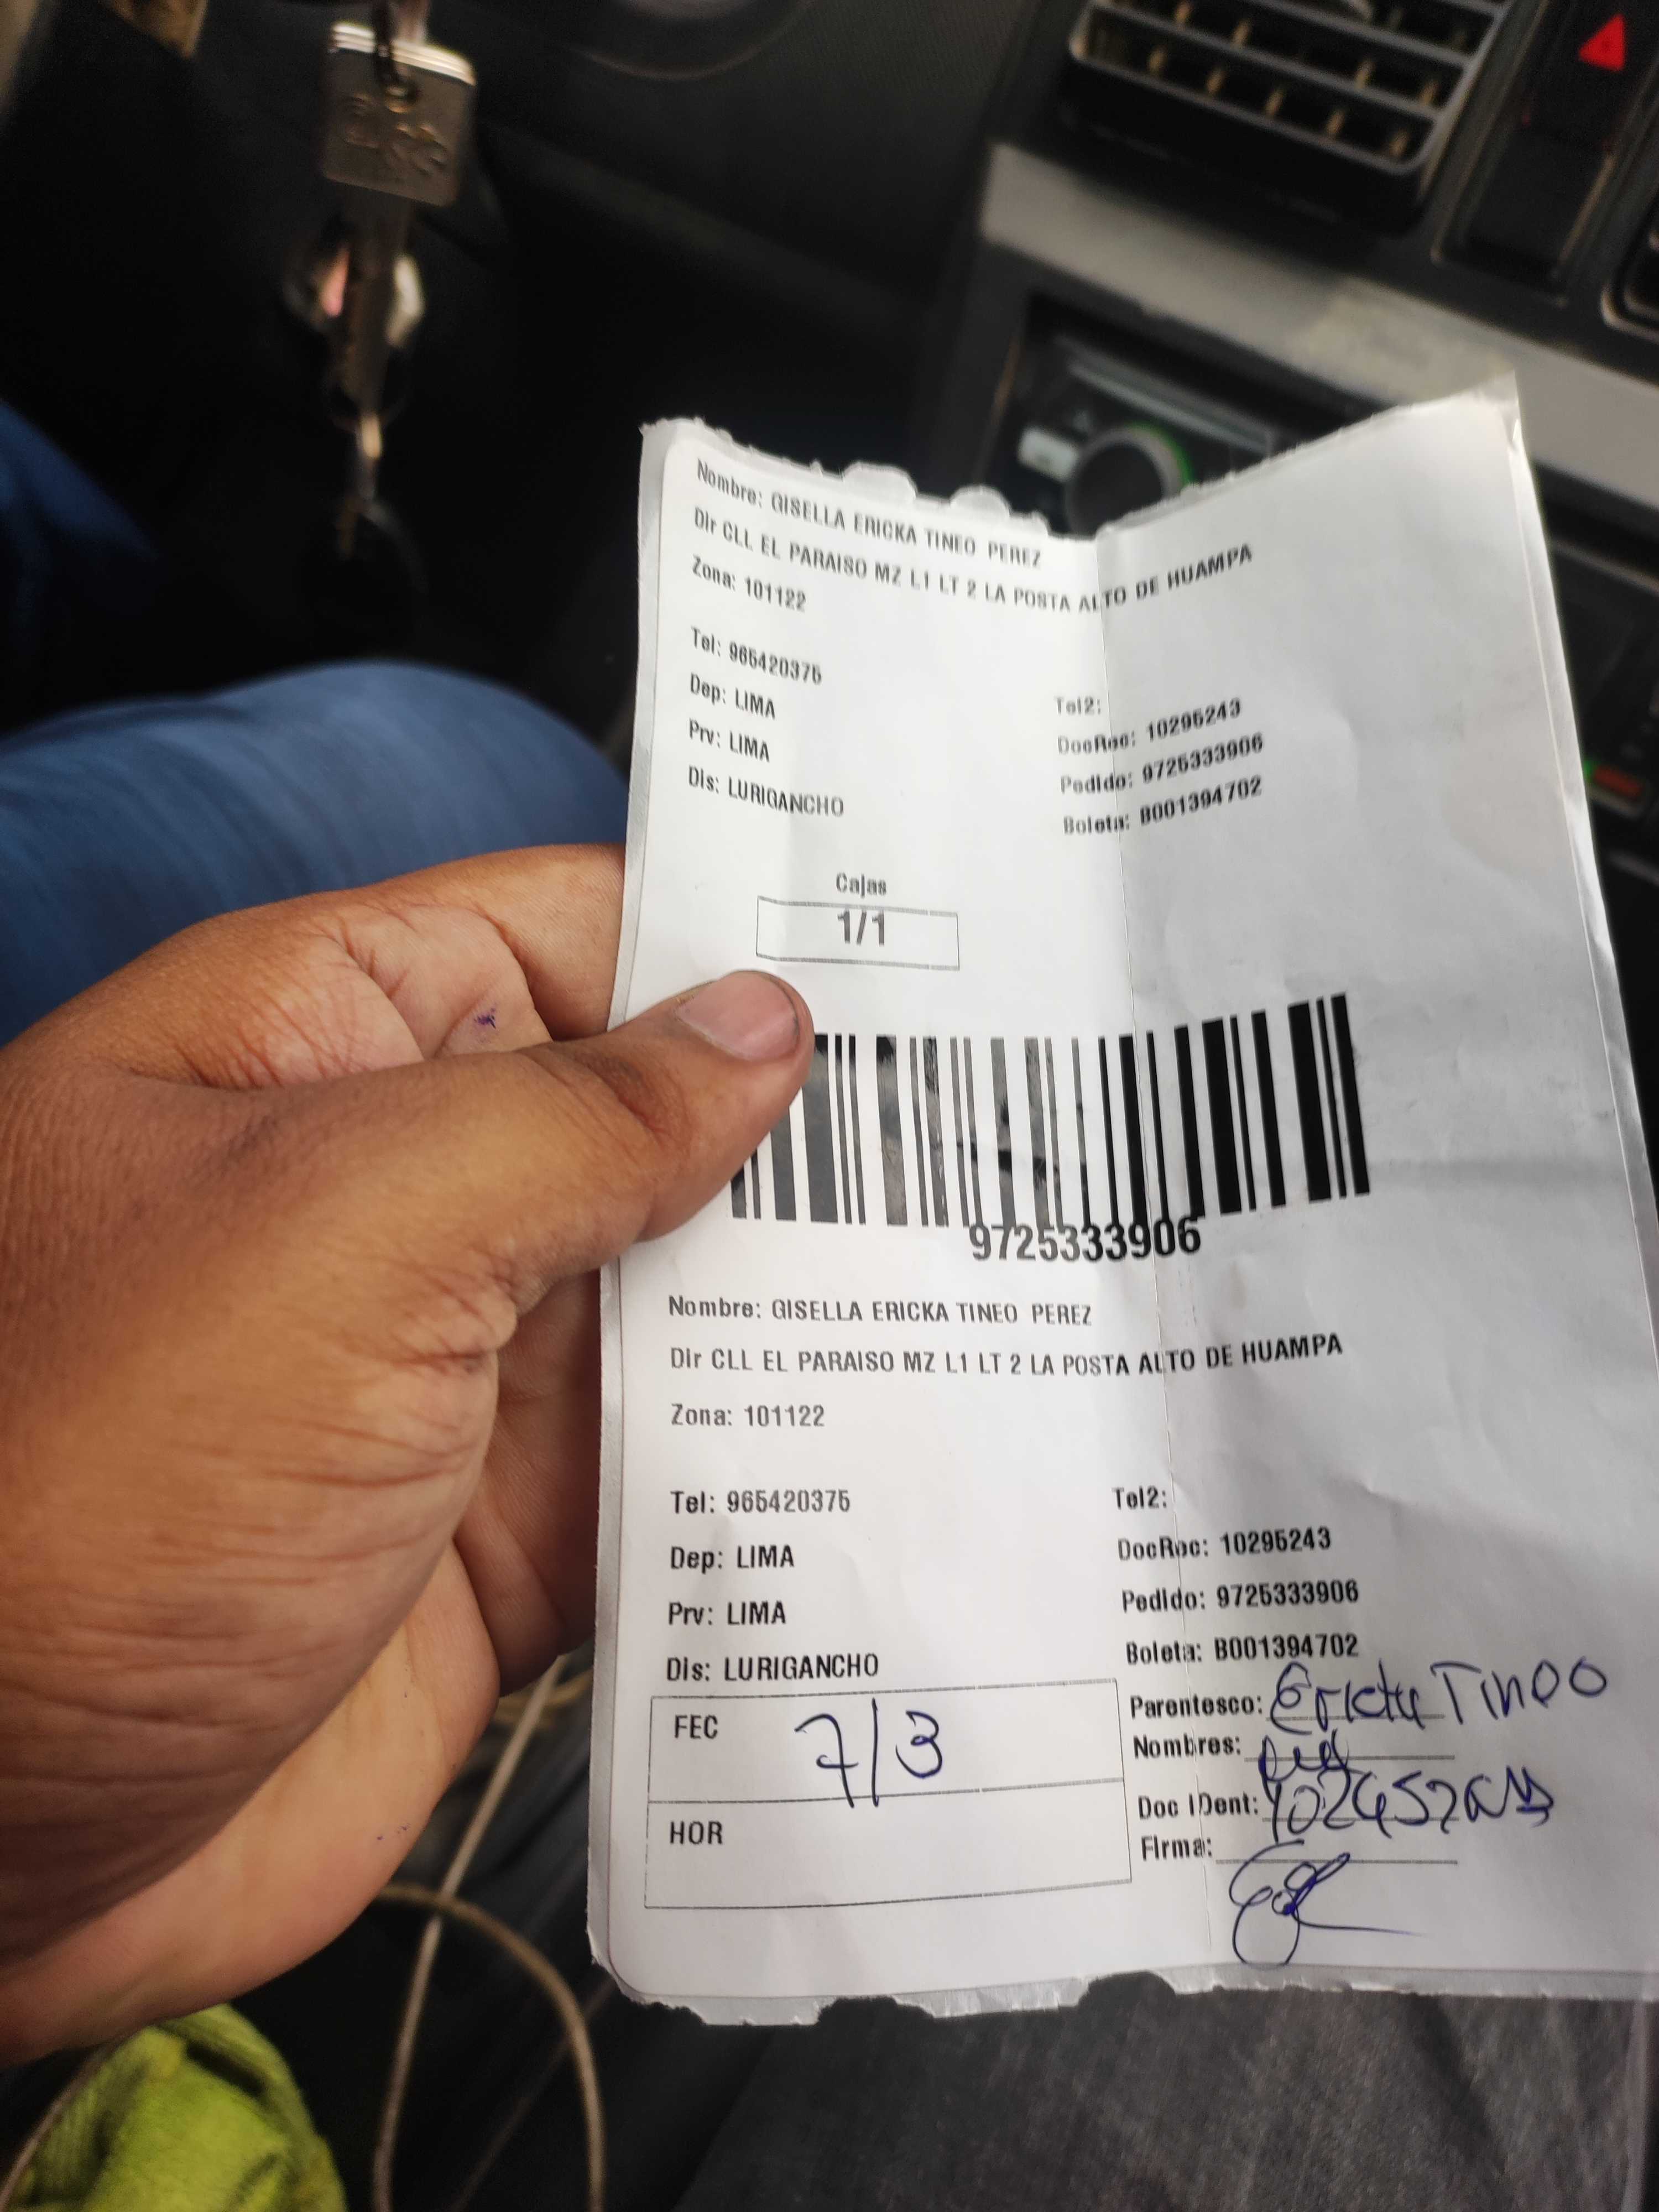 Nombre: GISELLA ERICKA TINEO PEREZ
Dir CLL EL PARAISO MZ L1 LT 2 LA POSTA ALTO DE HUAMPA
Zona: 101122
Tel: 965420375
Tel2:
Dep: LIMA
DocRec: 10295243
Prv: LIMA
Pedido: 9725333906
Dis: LURIGANCHO
Boleta: B001394702
Cajas
1/1
9725333906
Nombre: GISELLA ERICKA TINEO PEREZ
Dir CLL EL PARAISO MZ L1 LT 2 LA POSTA ALTO DE HUAMPA
Zona: 101122
Tel: 965420375
Tel2:
Dep: LIMA
DocRec: 10295243
Prv: LIMA
Pedido: 9725333906
Dis: LURIGANCHO
Boleta: B001394702
FEC 7/3
Parentesco: Ericka Tineo
Nombres:
Doc IDent:
HOR
Firma: